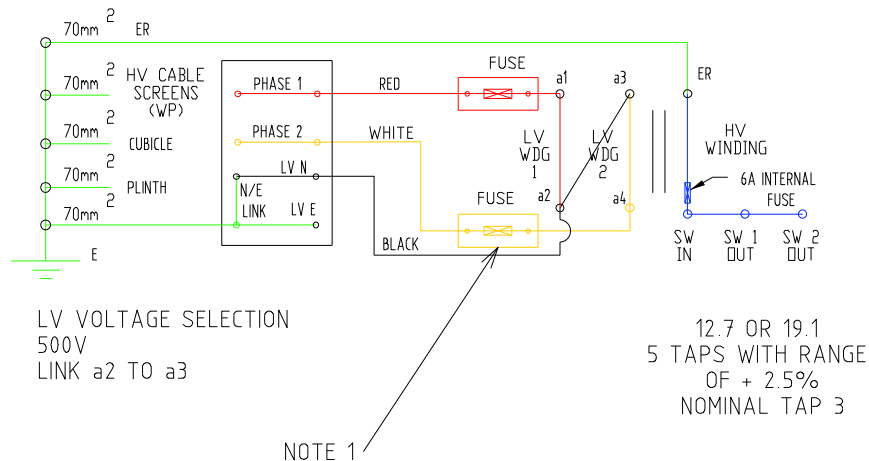 70mm 2 ER
70mm 2 HV CABLE
SCREENS
(WP)
70mm 2 CUBICLE
70mm 2 PLINTH
70mm 2
E
PHASE 1
PHASE 2
LV N
N/E
LINK
LV E
RED
WHITE
BLACK
FUSE
FUSE
a1
a3
LV
WDG
1
LV
WDG
2
a2
a4
ER
HV
WINDING
6A INTERNAL
FUSE
SW
IN
SW 1
OUT
SW 2
OUT
LV VOLTAGE SELECTION
500V
LINK a2 TO a3
12.7 OR 19.1
5 TAPS WITH RANGE
OF + 2.5%
NOMINAL TAP 3
NOTE 1